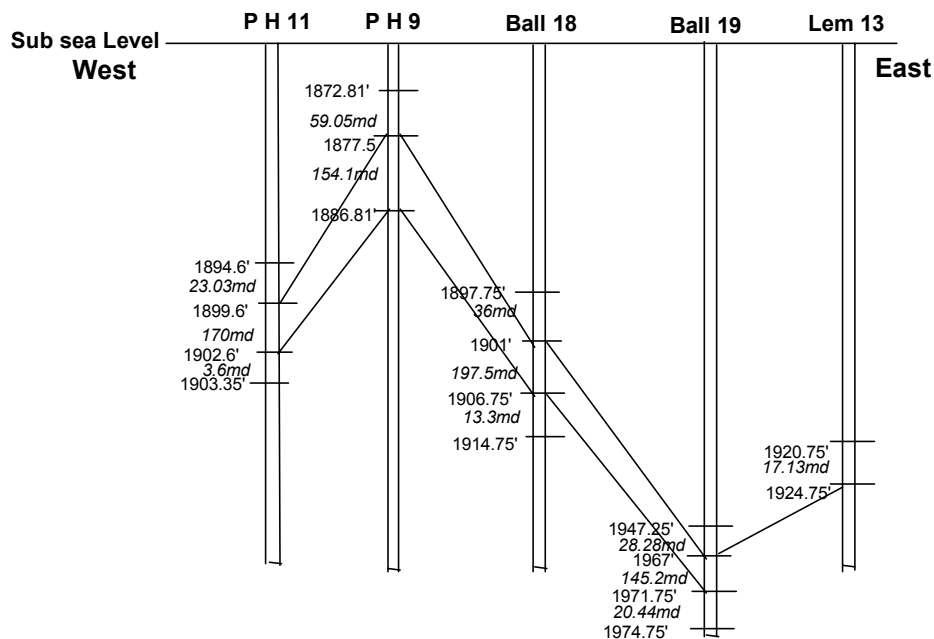 P H 11
P H 9
Ball 18
Ball 19
Lem 13
Sub sea Level
West
East
1894.6'
23.03md
1899.6'
170md
1902.6'
3.6md
1903.35'
1872.81'
59.05md
1877.5
154.1md
1886.81'
1897.75'
36md
1901'
197.5md
1906.75'
13.3md
1914.75'
1947.25'
28.28md
1967'
145.2md
1971.75'
20.44md
1974.75'
1920.75'
17.13md
1924.75'